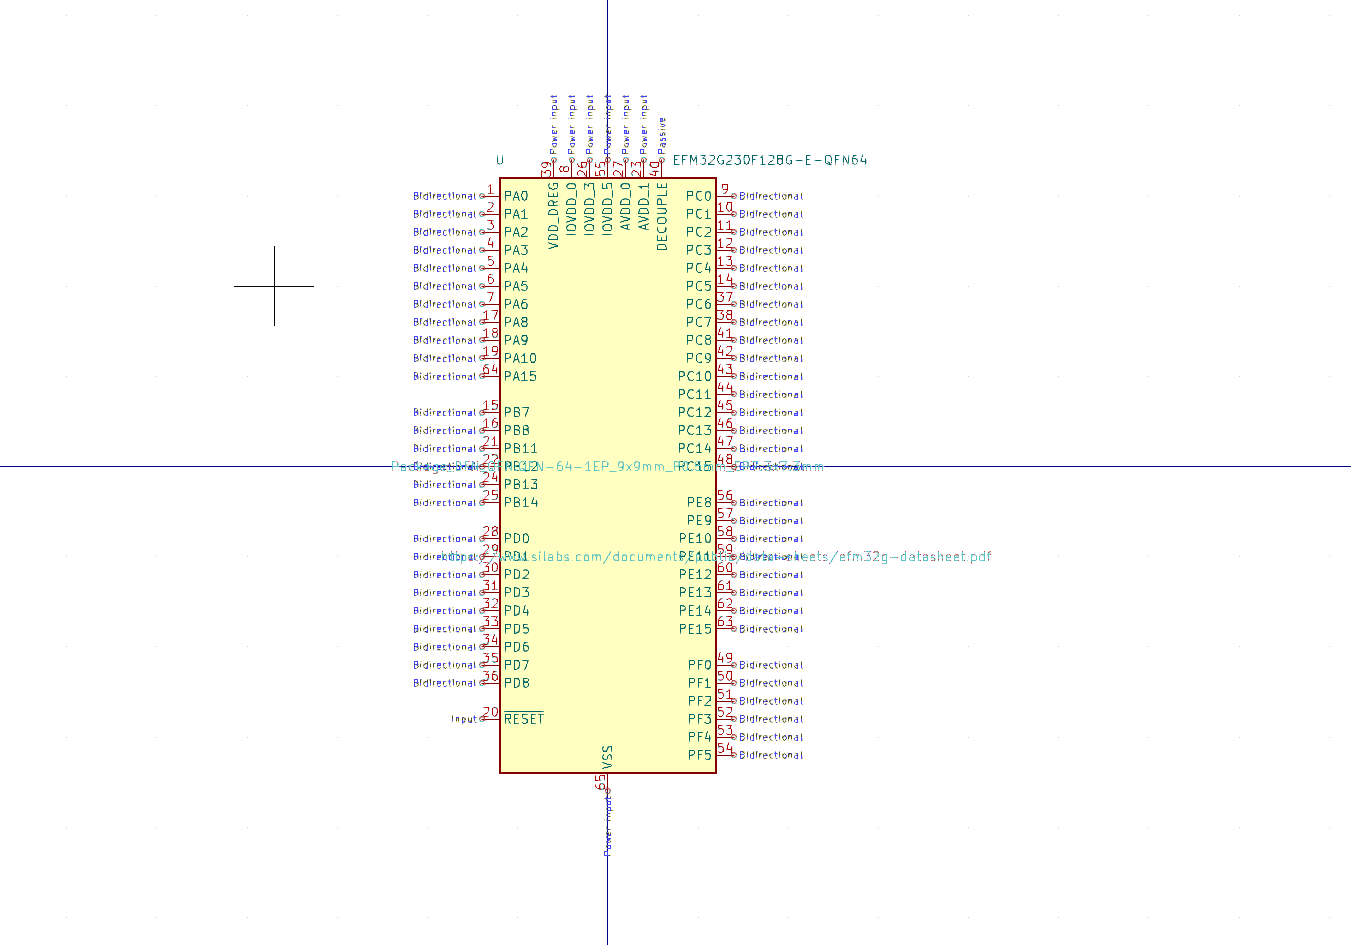 Power input Power input Power input Power input Power input Power input Passive
U EFM32G230F128G-E-QFN64
39 8 26 55 27 23 40
VDD_DREG IOVDD_0 IOVDD_3 IOVDD_5 AVDD_0 AVDD_1 DECOUPLE
Bidirectional 1 PA0 PC0 9 Bidirectional
Bidirectional 2 PA1 PC1 10 Bidirectional
Bidirectional 3 PA2 PC2 11 Bidirectional
Bidirectional 4 PA3 PC3 12 Bidirectional
Bidirectional 5 PA4 PC4 13 Bidirectional
Bidirectional 6 PA5 PC5 14 Bidirectional
Bidirectional 7 PA6 PC6 37 Bidirectional
Bidirectional 17 PA8 PC7 38 Bidirectional
Bidirectional 18 PA9 PC8 41 Bidirectional
Bidirectional 19 PA10 PC9 42 Bidirectional
Bidirectional 64 PA15 PC10 43 Bidirectional
PC11 44 Bidirectional
Bidirectional 15 PB7 PC12 45 Bidirectional
Bidirectional 16 PB8 PC13 46 Bidirectional
Bidirectional 21 PB11 PC14 47 Bidirectional
Bidirectional 22 PB12 PC15 48 Bidirectional
Bidirectional 24 PB13
Bidirectional 25 PB14 PE8 56 Bidirectional
PE9 57 Bidirectional
Bidirectional 28 PD0 PE10 58 Bidirectional
Bidirectional 29 PD1 PE11 59 Bidirectional
https://www.silabs.com/documents/public/data-sheets/efm32g-datasheet.pdf
Bidirectional 30 PD2 PE12 60 Bidirectional
Bidirectional 31 PD3 PE13 61 Bidirectional
Bidirectional 32 PD4 PE14 62 Bidirectional
Bidirectional 33 PD5 PE15 63 Bidirectional
Bidirectional 34 PD6
Bidirectional 35 PD7 PF0 49 Bidirectional
Bidirectional 36 PD8 PF1 50 Bidirectional
PF2 51 Bidirectional
Input 20 RESET PF3 52 Bidirectional
PF4 53 Bidirectional
PF5 54 Bidirectional
VSS
65
Power input